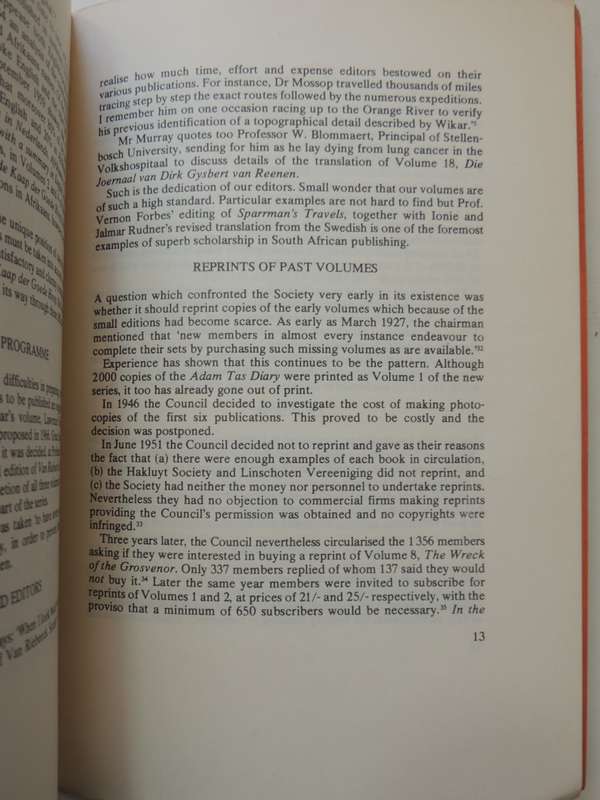 realise how much time, effort and expense editors bestowed on their
various publications. For instance, Dr Mossop travelled thousands of miles
tracing step by step the exact routes followed by the numerous expeditions.
I remember him on one occasion racing up to the Orange River to verify
his previous identification of a topographical detail described by Wikar.'
Mr Murray quotes too Professor W. Blommaert, Principal of Stellen-
bosch University, sending for him as he lay dying from lung cancer in the
Volkshospitaal to discuss details of the translation of Volume 18, Die
Joernaal van Dirk Gysbert van Reenen.
Such is the dedication of our editors. Small wonder that our volumes are
of such a high standard. Particular examples are not hard to find but Prof.
Vernon Forbes' editing of Sparrman's Travels, together with Ionie and
Jalmar Rudner's revised translation from the Swedish is one of the foremost
examples of superb scholarship in South African publishing.
REPRINTS OF PAST VOLUMES
A question which confronted the Society very early in its existence was
whether it should reprint copies of the early volumes which because of the
small editions had become scarce. As early as March 1927, the chairman
mentioned that 'new members in almost every instance endeavour to
complete their sets by purchasing such missing volumes as are available.'³²
Experience has shown that this continues to be the pattern. Although
2000 copies of the Adam Tas Diary were printed as Volume 1 of the new
series, it too has already gone out of print.
In 1946 the Council decided to investigate the cost of making photo-
copies of the first six publications. This proved to be costly and the
decision was postponed.
In June 1951 the Council decided not to reprint and gave as their reasons
the fact that (a) there were enough examples of each book in circulation,
(b) the Hakluyt Society and Linschoten Vereeniging did not reprint, and
(c) the Society had neither the money nor personnel to undertake reprints.
Nevertheless they had no objection to commercial firms making reprints
providing the Council's permission was obtained and no copyrights were
infringed.³³
Three years later, the Council nevertheless circularised the 1 356 members
asking if they were interested in buying a reprint of Volume 8, The Wreck
of the Grosvenor. Only 337 members replied of whom 137 said they would
not buy it.³⁴ Later the same year members were invited to subscribe for
reprints of Volumes 1 and 2, at prices of 21/- and 25/- respectively, with the
proviso that a minimum of 650 subscribers would be necessary.³⁵ In the
13
PROGRAMME